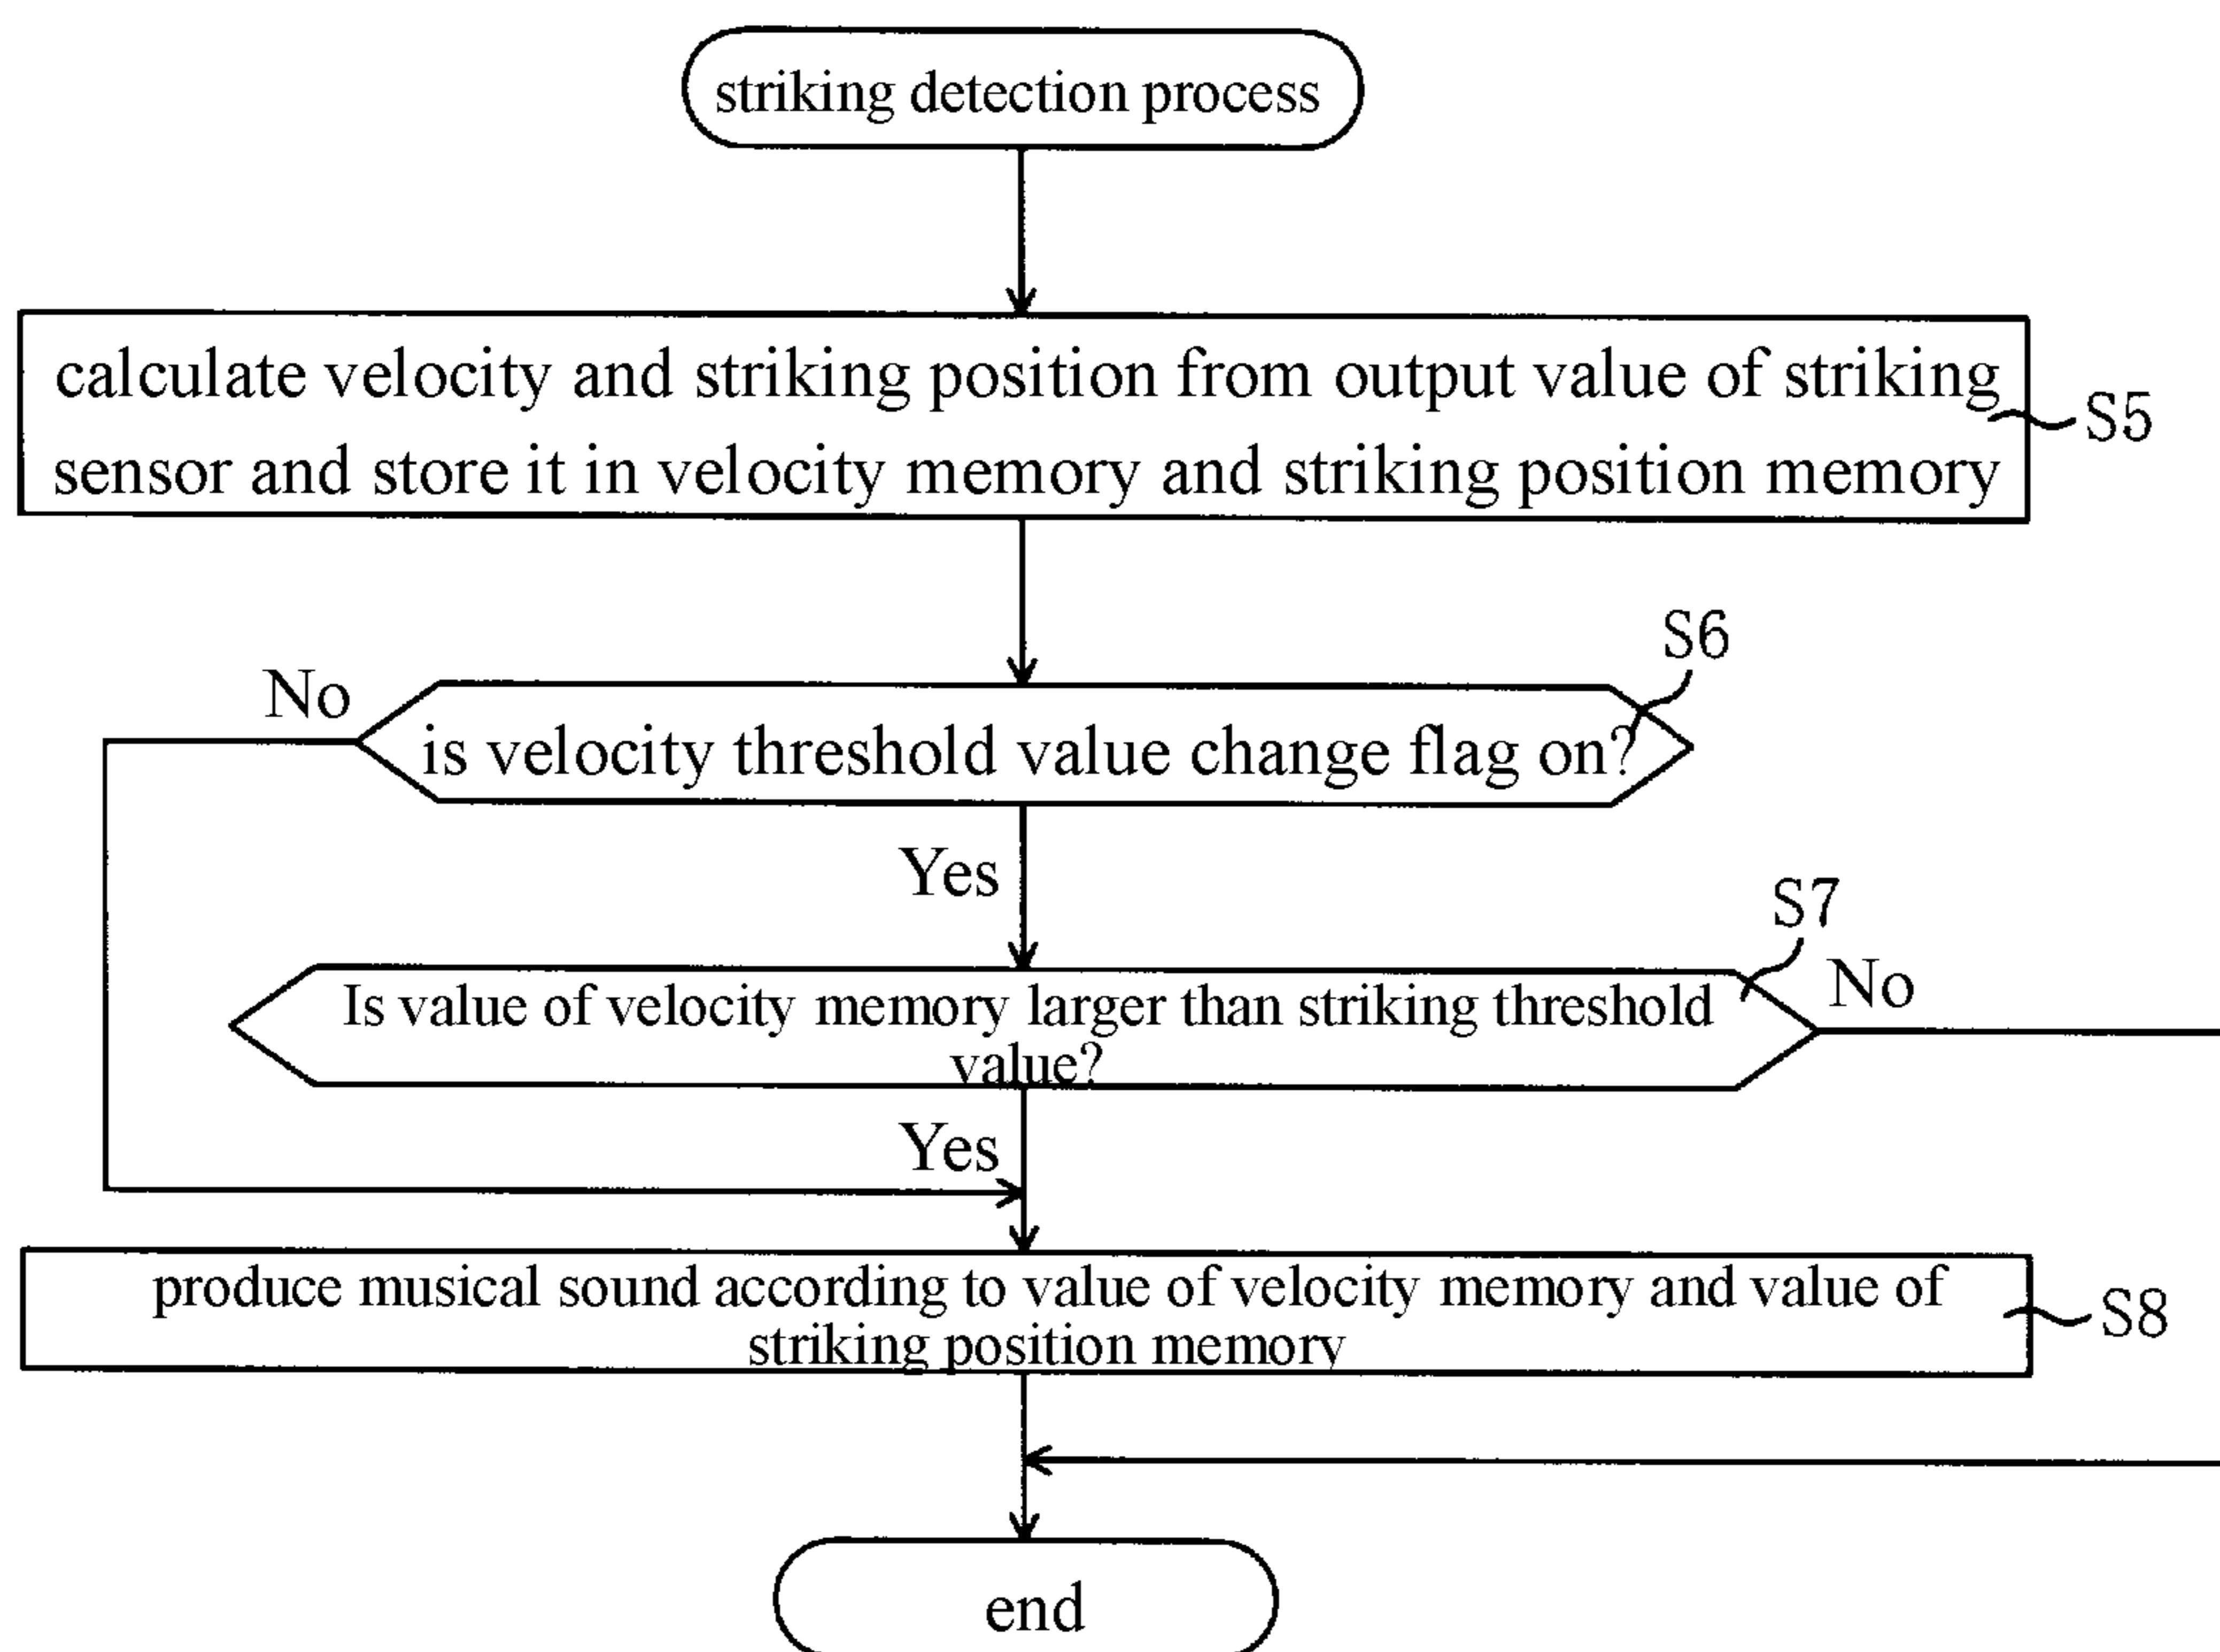 striking detection process
calculate velocity and striking position from output value of striking
sensor and store it in velocity memory and striking position memory
S5
S6
No
is velocity threshold value change flag on?
Yes
S7
No
Is value of velocity memory larger than striking threshold
value?
Yes
produce musical sound according to value of velocity memory and value of
striking position memory
S8
end